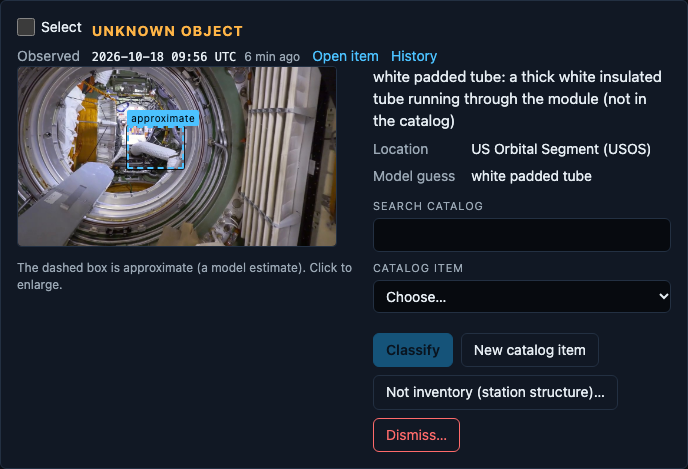 Select UNKNOWN OBJECT
Observed 2026-10-18 09:56 UTC 6 min ago Open item History
approximate
The dashed box is approximate (a model estimate). Click to
enlarge.
white padded tube: a thick white insulated
tube running through the module (not in
the catalog)
Location US Orbital Segment (USOS)
Model guess white padded tube
SEARCH CATALOG
CATALOG ITEM
Choose...
Classify New catalog item
Not inventory (station structure)...
Dismiss...